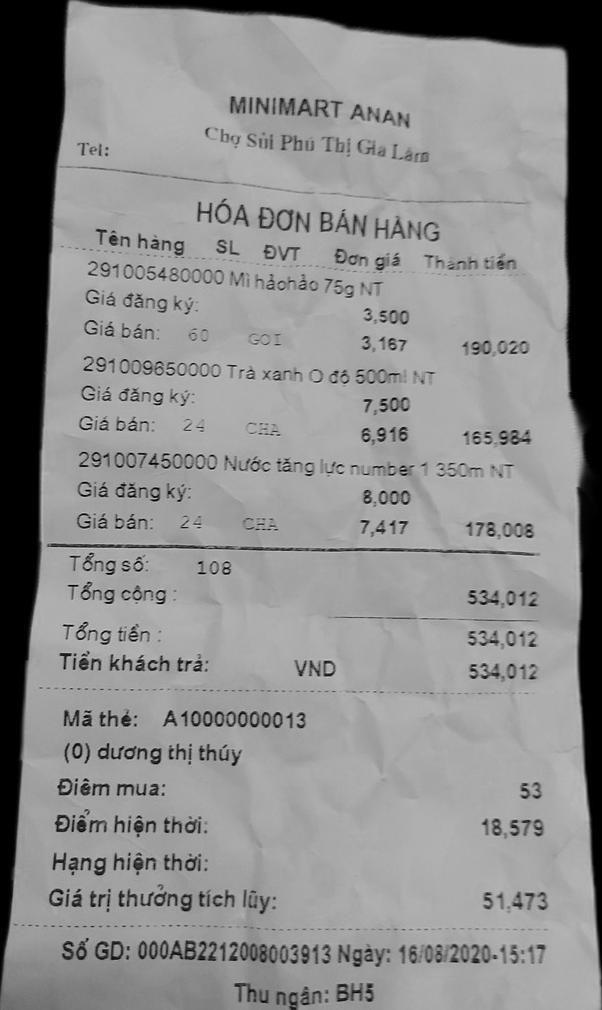 MINIMART ANAN
Chợ Sủi Phú Thị Gia Lâm
Tel:
HÓA ĐƠN BÁN HÀNG
Tên hàng SL ĐVT Đơn giá Thành tiền
291005480000 Mì hảohảo 75g NT
Giá đăng ký: 3,500
Giá bán: 60 GOI 3,167 190,020
291009650000 Trà xanh O độ 500ml NT
Giá đăng ký: 7,500
Giá bán: 24 CHA 6,916 165,984
291007450000 Nước tăng lực number 1 350m NT
Giá đăng ký: 8,000
Giá bán: 24 CHA 7,417 178,008
Tổng số: 108
Tổng cộng : 534,012
Tổng tiền : 534,012
Tiền khách trả: VND 534,012
Mã thẻ: A10000000013
(0) dương thị thúy
Điểm mua: 53
Điểm hiện thời: 18,579
Hạng hiện thời:
Giá trị thưởng tích lũy: 51,473
Số GD: 000AB2212008003913 Ngày: 16/08/2020-15:17
Thu ngân: BH5